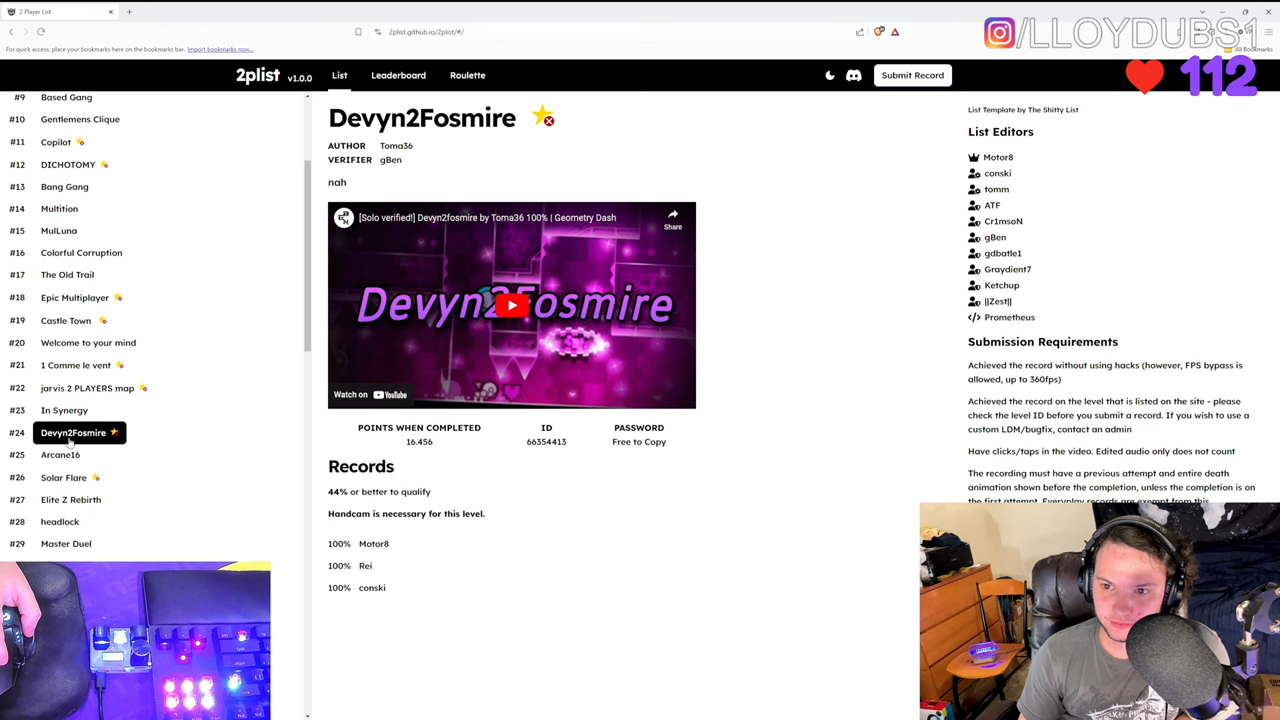 2 Player List
2plist.github.io/2plist/#/
For quick access, place your bookmarks here on the bookmarks bar. Import bookmarks now...
All Bookmarks
/LLOYDUBS1
112
2plist v1.0.0
List
Leaderboard
Roulette
Submit Record
#9 Based Gang
#10 Gentlemens Clique
#11 Copilot
#12 DICHOTOMY
#13 Bang Gang
#14 Multition
#15 MulLuna
#16 Colorful Corruption
#17 The Old Trail
#18 Epic Multiplayer
#19 Castle Town
#20 Welcome to your mind
#21 1 Comme le vent
#22 jarvis 2 PLAYERS map
#23 In Synergy
#24 Devyn2Fosmire
#25 Arcane16
#26 Solar Flare
#27 Elite Z Rebirth
#28 headlock
#29 Master Duel
Devyn2Fosmire
AUTHOR Toma36
VERIFIER gBen
nah
[Solo verified!] Devyn2fosmire by Toma36 100% | Geometry Dash
Share
Devyn2Fosmire
Watch on YouTube
POINTS WHEN COMPLETED
16.456
ID
66354413
PASSWORD
Free to Copy
Records
44% or better to qualify
Handcam is necessary for this level.
100% Motor8
100% Rei
100% conski
List Template by The Shitty List
List Editors
Motor8
conski
tomm
ATF
Cr1msoN
gBen
gdbatle1
Graydient7
Ketchup
||Zest||
Prometheus
Submission Requirements
Achieved the record without using hacks (however, FPS bypass is
allowed, up to 360fps)
Achieved the record on the level that is listed on the site - please
check the level ID before you submit a record. If you wish to use a
custom LDM/bugfix, contact an admin
Have clicks/taps in the video. Edited audio only does not count
The recording must have a previous attempt and entire death
animation shown before the completion, unless the completion is on
the first attempt. Everyplay records are exempt from this